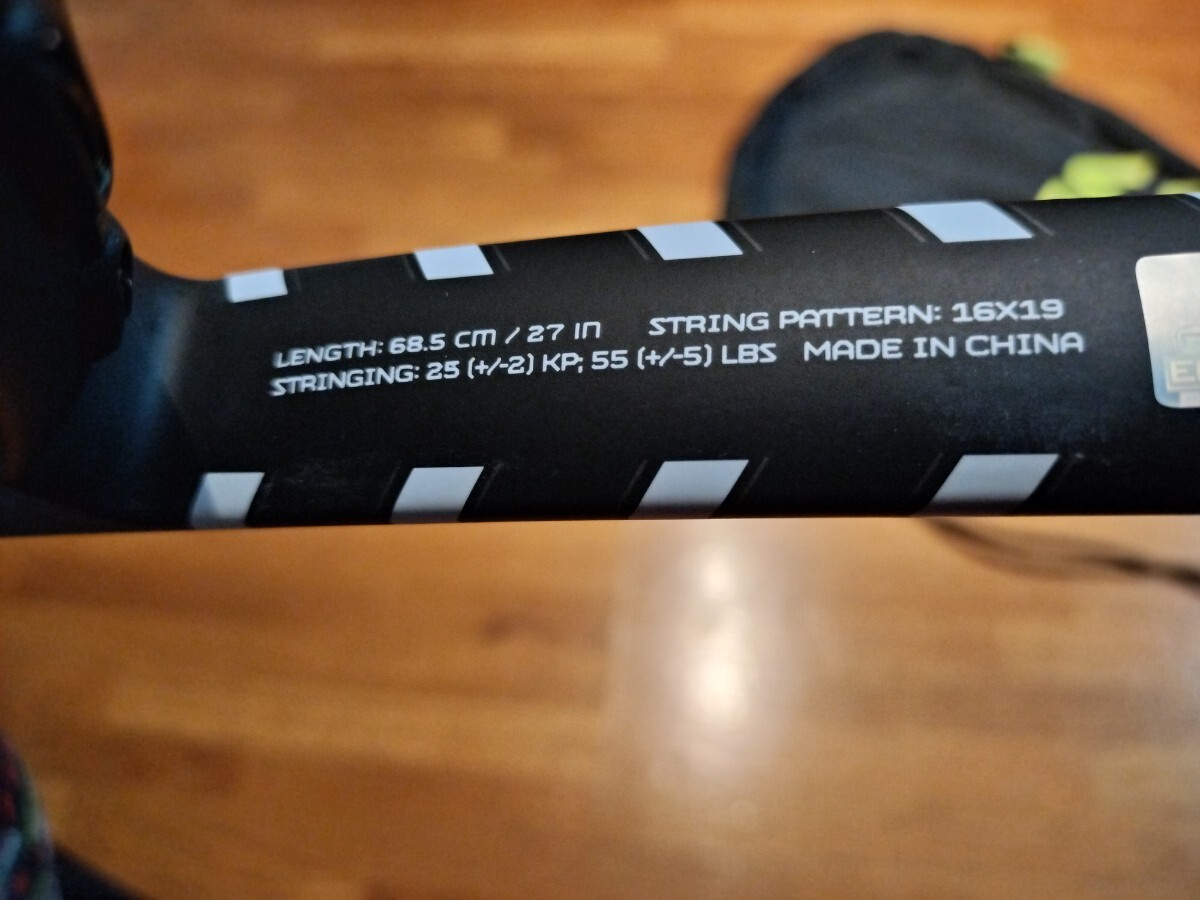 LENGTH: 68.5 CM / 27 IN STRING PATTERN: 16X19
STRINGING: 25 (+/-2) KP; 55 (+/-5) LBS MADE IN CHINA